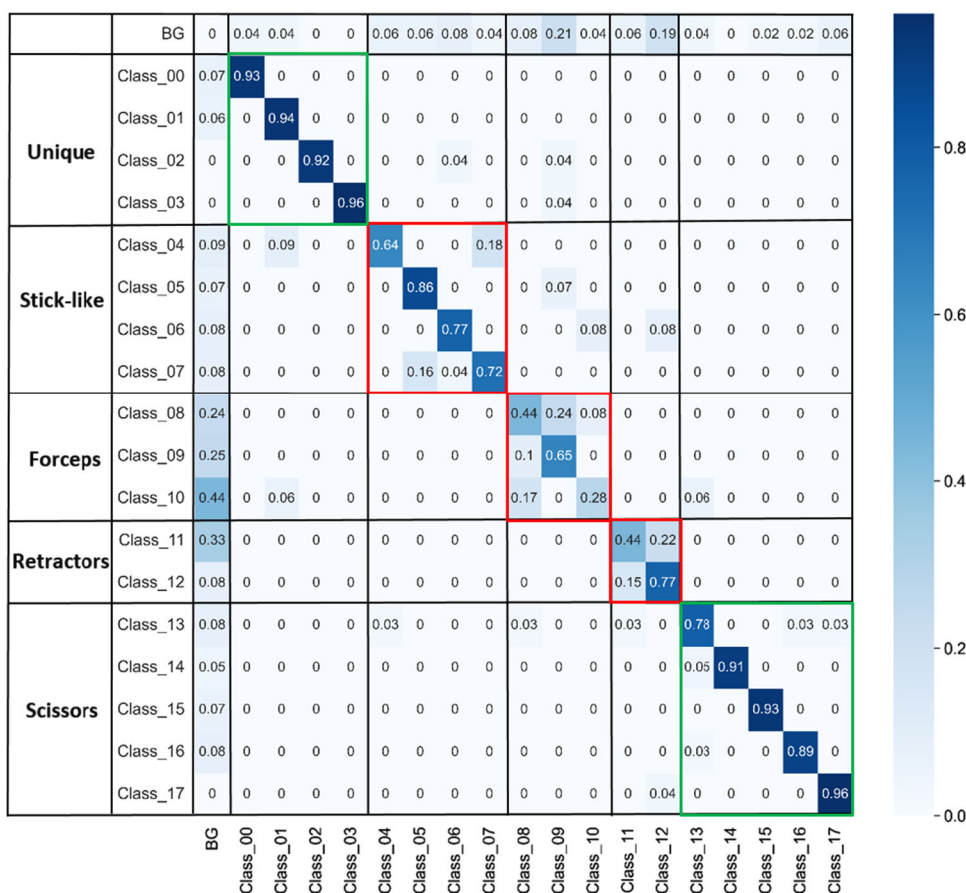 BG 0 0.04 0.04 0 0.03 0.06 0.06 0.08 0.04 0.08 0.21 0.04 0.06 0.19 0.04 0 0.02 0.02 0.06
Unique
Class_00 0.07 0.93 0 0 0 0 0 0 0 0 0 0 0 0 0 0 0 0 0
Class_01 0.06 0 0.94 0 0 0 0 0 0 0 0 0 0 0 0 0 0 0 0
Class_02 0 0 0 0.92 0 0 0 0.04 0 0 0.04 0 0 0 0 0 0 0 0
Class_03 0 0 0 0 0.96 0 0 0 0 0 0.04 0 0 0 0 0 0 0 0
Stick-like
Class_04 0.09 0 0.09 0 0 0.64 0 0 0.18 0 0 0 0 0 0 0 0 0 0
Class_05 0.07 0 0 0 0 0 0.86 0 0 0 0.07 0 0 0 0 0 0 0 0
Class_06 0.08 0 0 0 0 0 0 0.77 0 0 0 0.08 0 0.08 0 0 0 0 0
Class_07 0.08 0 0 0 0 0 0.16 0.04 0.72 0 0 0 0 0 0 0 0 0 0
Forceps
Class_08 0.24 0 0 0 0 0 0 0 0 0.44 0.24 0.08 0 0 0 0 0 0 0
Class_09 0.25 0 0 0 0 0 0 0 0 0.1 0.65 0 0 0 0 0 0 0 0
Class_10 0.44 0 0.06 0 0 0 0 0 0 0.17 0 0.28 0 0 0.06 0 0 0 0
Retractors
Class_11 0.33 0 0 0 0 0 0 0 0 0 0 0 0.44 0.22 0 0 0 0 0
Class_12 0.08 0 0 0 0 0 0 0 0 0 0 0 0.15 0.77 0 0 0 0 0
Scissors
Class_13 0.08 0 0 0 0 0.03 0 0 0 0.03 0 0 0.03 0 0.78 0 0 0.03 0.03
Class_14 0.05 0 0 0 0 0 0 0 0 0 0 0 0 0 0.05 0.91 0 0 0
Class_15 0.07 0 0 0 0 0 0 0 0 0 0 0 0 0 0 0 0.93 0 0
Class_16 0.08 0 0 0 0 0 0 0 0 0 0 0 0 0 0.03 0 0 0.89 0
Class_17 0 0 0 0 0 0 0 0 0 0 0 0 0 0.04 0 0 0 0 0.96
BG Class_00 Class_01 Class_02 Class_03 Class_04 Class_05 Class_06 Class_07 Class_08 Class_09 Class_10 Class_11 Class_12 Class_13 Class_14 Class_15 Class_16 Class_17
0.8
0.6
0.4
0.2
0.0